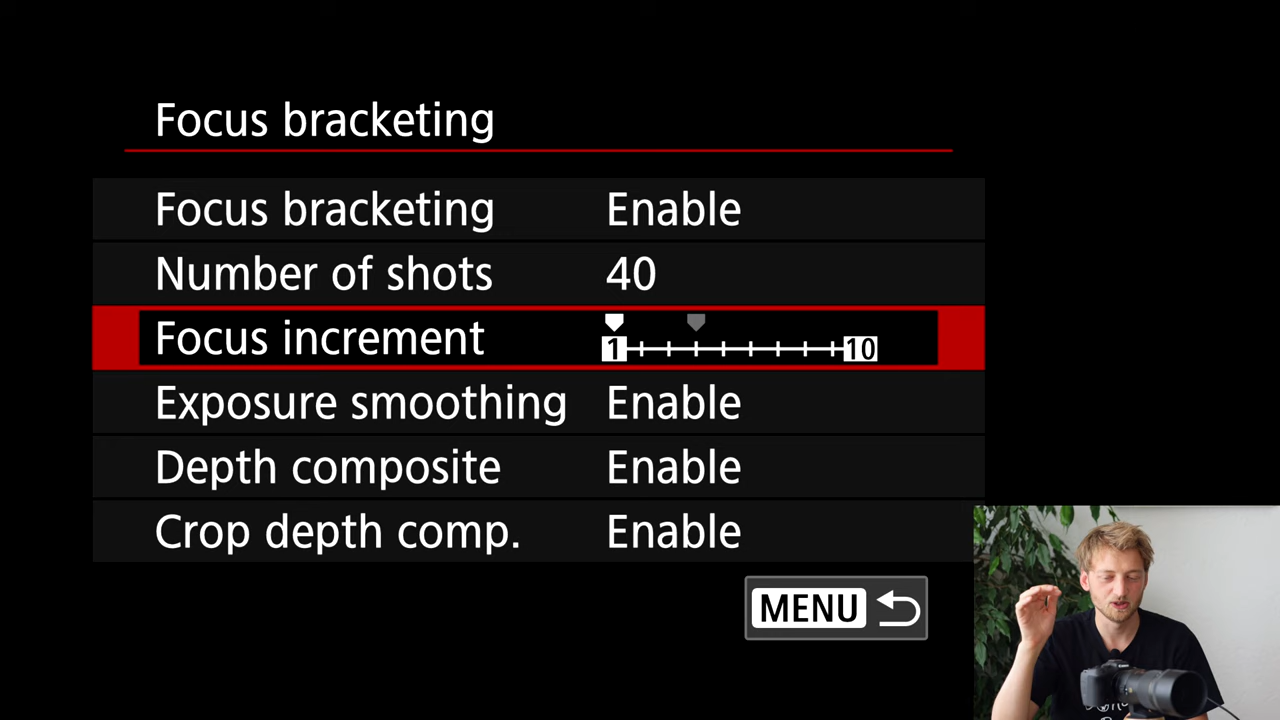 Focus bracketing
Focus bracketing Enable
Number of shots 40
Focus increment 1 10
Exposure smoothing Enable
Depth composite Enable
Crop depth comp. Enable
MENU